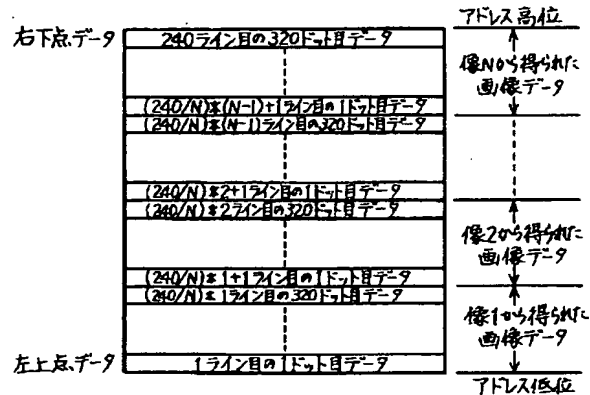 アドレス高位
右下点データ
240ライン目の320ドット目データ
像Nから得られた
画像データ
(240/N)*(N-1)+1ライン目の1ドット目データ
(240/N)*(N-1)ライン目の320ドット目データ
(240/N)*2+1ライン目の1ドット目データ
(240/N)*2ライン目の320ドット目データ
像2から得られた
画像データ
(240/N)*1+1ライン目の1ドット目データ
(240/N)*1ライン目の320ドット目データ
像1から得られた
画像データ
左上点データ
1ライン目の1ドット目データ
アドレス低位